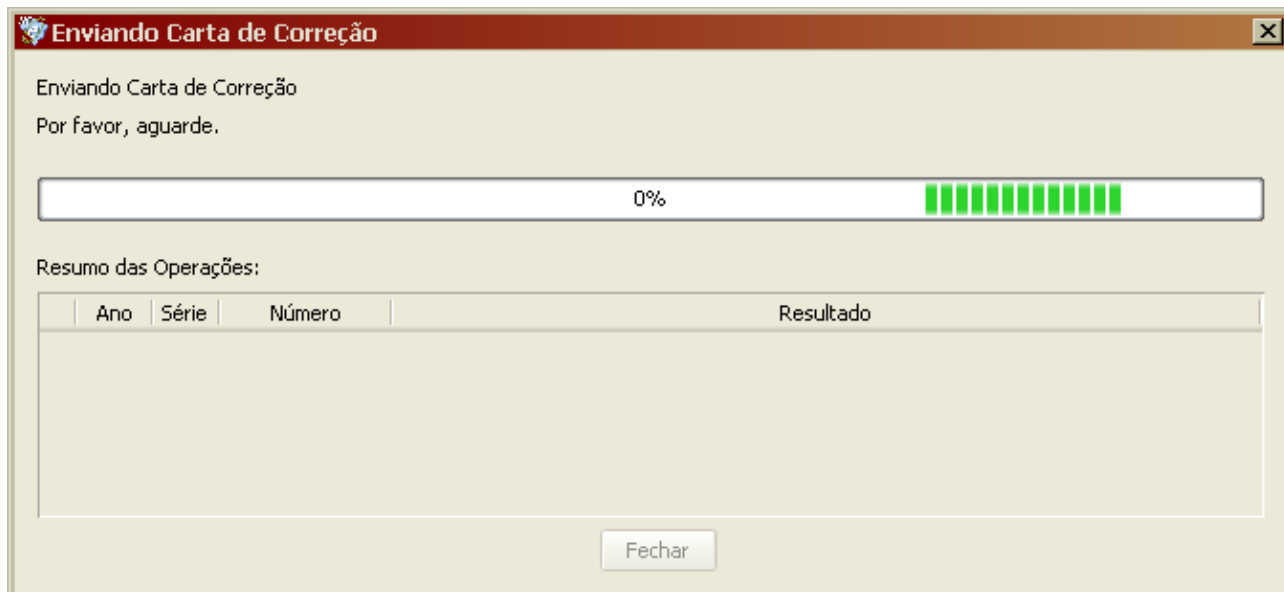 Enviando Carta de Correção
Enviando Carta de Correção
Por favor, aguarde.
0%
Resumo das Operações:
Ano Série Número Resultado
Fechar